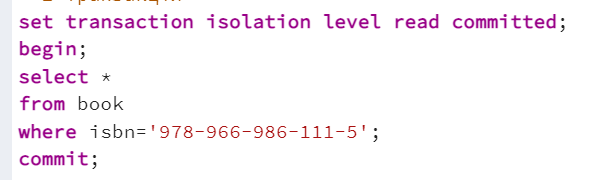 set transaction isolation level read committed;
begin;
select *
from book
where isbn='978-966-986-111-5';
commit;